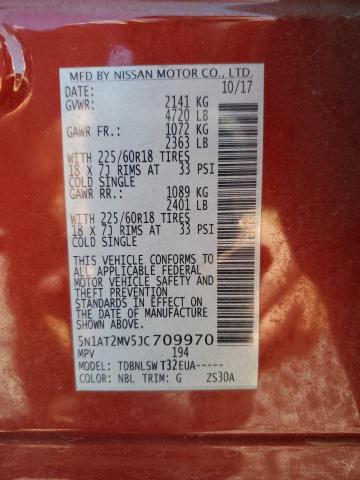 MFD BY NISSAN MOTOR CO., LTD.
10/17
GVWR: 2141 KG
4720 LB
GAWR FR.: 1072 KG
2363 LB
WITH 225/60R18 TIRES
18 X 7J RIMS AT 33 PSI
COLD SINGLE
GAWR RR.: 1089 KG
2401 LB
WITH 225/60R18 TIRES
18 X 7J RIMS AT 33 PSI
COLD SINGLE
THIS VEHICLE CONFORMS TO
ALL APPLICABLE FEDERAL
MOTOR VEHICLE SAFETY AND
THEFT PREVENTION
STANDARDS IN EFFECT ON
THE DATE OF MANUFACTURE
SHOWN ABOVE.
5N1AT2MV5JC709970
MPV 194
MODEL: TDBNLSW T32EUA-----
COLOR: NBL TRIM: G ZS30A